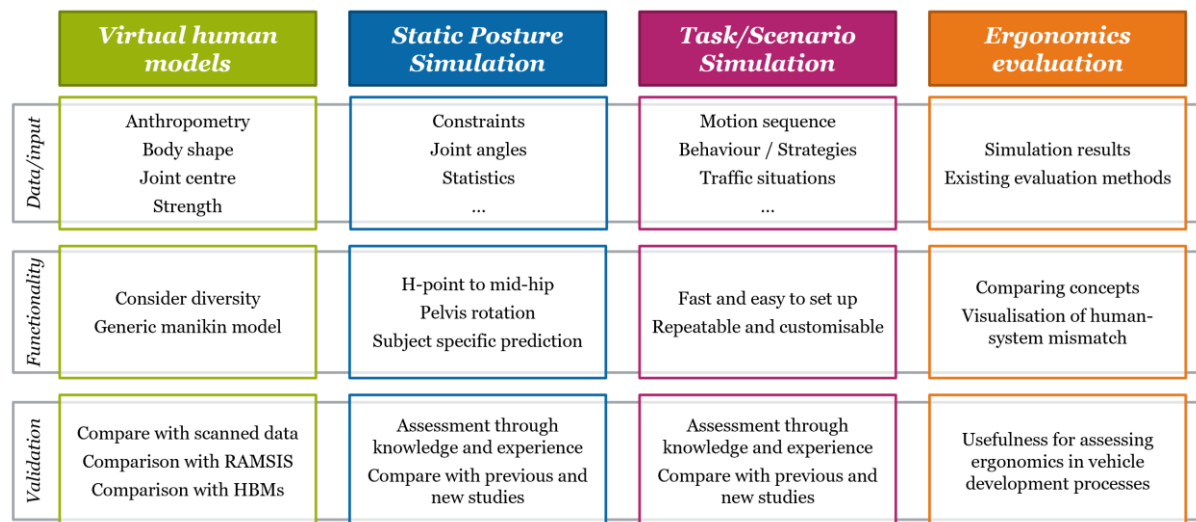 Virtual human
models
Static Posture
Simulation
Task/Scenario
Simulation
Ergonomics
evaluation
Data/input
Anthropometry
Body shape
Joint centre
Strength
Constraints
Joint angles
Statistics
...
Motion sequence
Behaviour / Strategies
Traffic situations
...
Simulation results
Existing evaluation methods
Functionality
Consider diversity
Generic manikin model
H-point to mid-hip
Pelvis rotation
Subject specific prediction
Fast and easy to set up
Repeatable and customisable
Comparing concepts
Visualisation of human-
system mismatch
Validation
Compare with scanned data
Comparison with RAMSIS
Comparison with HBMs
Assessment through
knowledge and experience
Compare with previous and
new studies
Assessment through
knowledge and experience
Compare with previous and
new studies
Usefulness for assessing
ergonomics in vehicle
development processes